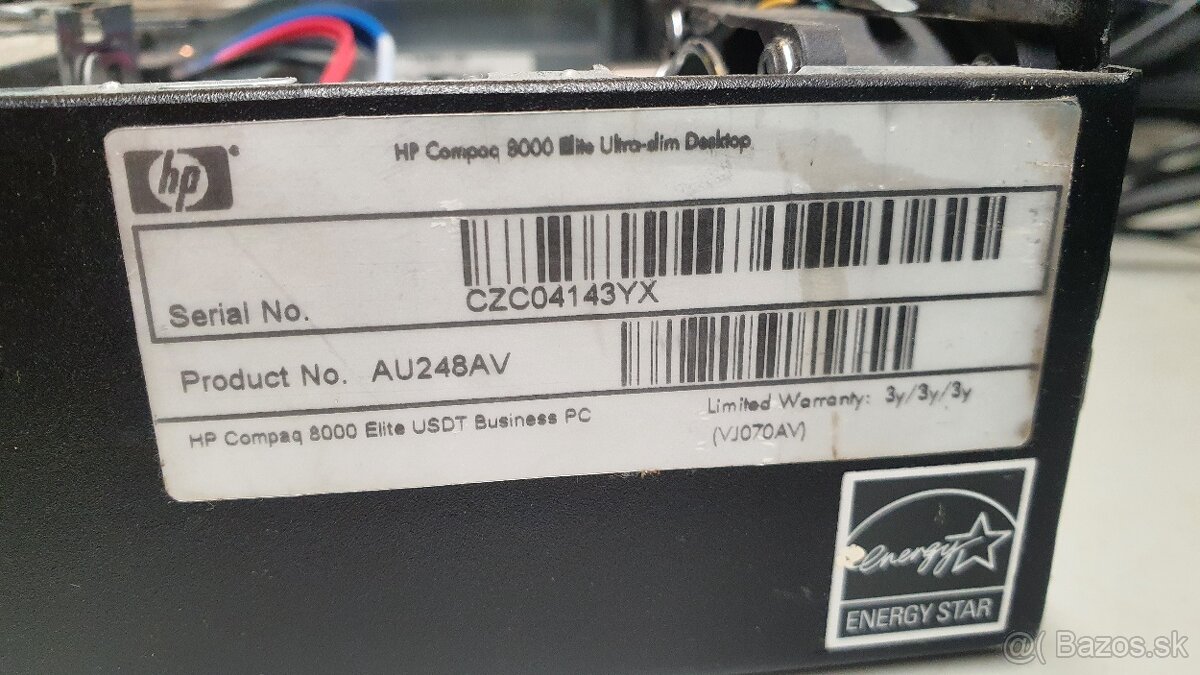 HP Compaq 8000 Elite Ultra-slim Desktop
hp
Serial No. CZC04143YX
Product No. AU248AV
HP Compaq 8000 Elite USDT Business PC
Limited Warranty: 3y/3y/3y
(VJ070AV)
energy
ENERGY STAR
@( Bazos.sk